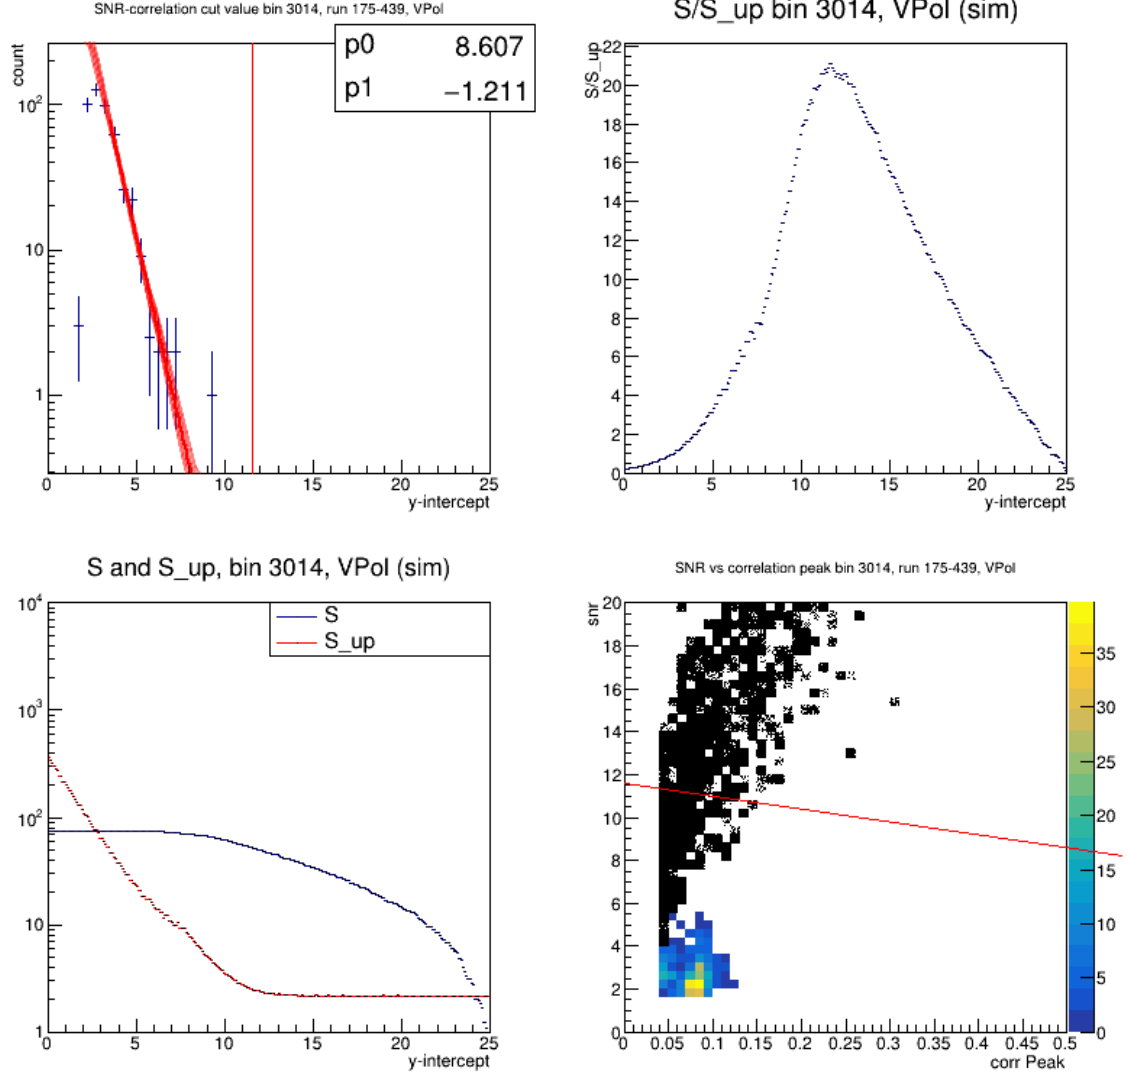 SNR-correlation cut value bin 3014, run 175-439, VPol
count
p0 8.607
p1 −1.211
10²
10
1
0 5 10 15 20 25
y-intercept
S/S_up bin 3014, VPol (sim)
S/S_up
22
20
18
16
14
12
10
8
6
4
2
0
0 5 10 15 20 25
y-intercept
S and S_up, bin 3014, VPol (sim)
S
S_up
10⁴
10³
10²
10
1
0 5 10 15 20 25
y-intercept
SNR vs correlation peak bin 3014, run 175-439, VPol
snr
20
18
16
14
12
10
8
6
4
2
0
0 0.05 0.1 0.15 0.2 0.25 0.3 0.35 0.4 0.45 0.5
corr Peak
35
30
25
20
15
10
5
0